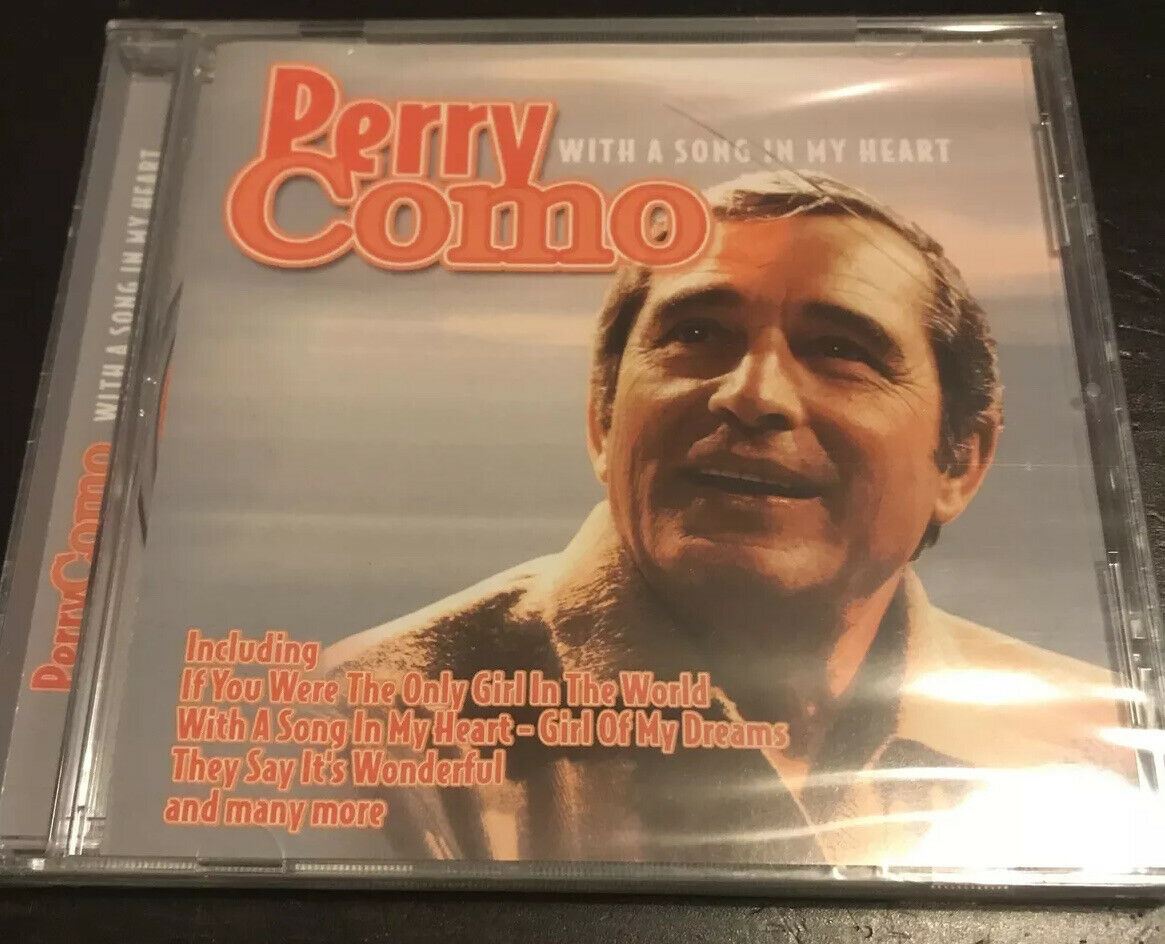 Perry
Como
WITH A SONG IN MY HEART
Including
If You Were The Only Girl In The World
With A Song In My Heart - Girl Of My Dreams
They Say It's Wonderful
and many more
Perry Como WITH A SONG IN MY HEART